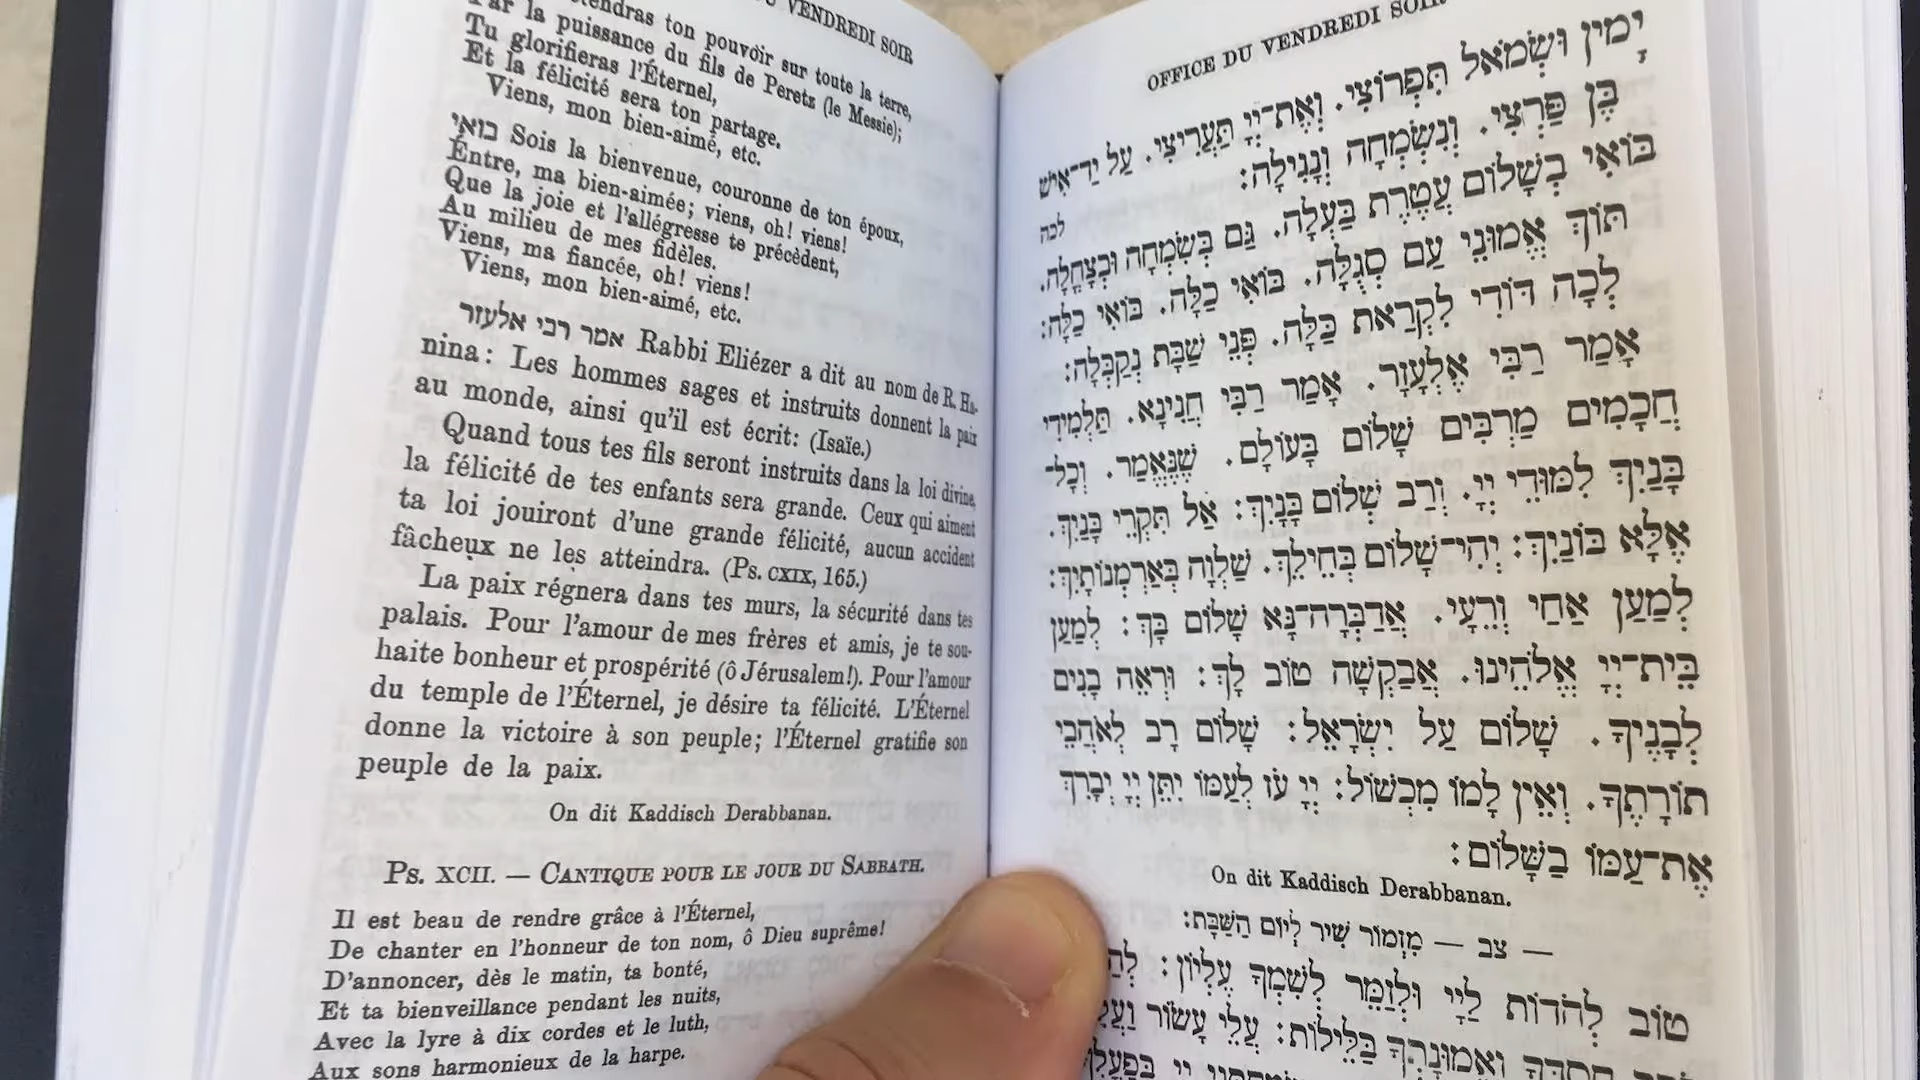 DU VENDREDI SOIR
ton pouvoir sur toute la terre,
Par la puissance du fils de Peretz (le Messie);
Tu glorifieras l'Éternel,
Et la félicité sera ton partage.
Viens, mon bien-aimé, etc.
בואי Sois la bienvenue, couronne de ton époux,
Entre, ma bien-aimée; viens, oh! viens!
Que la joie et l'allégresse te précèdent,
Au milieu de mes fidèles.
Viens, ma fiancée, oh! viens!
Viens, mon bien-aimé, etc.
אמר רבי אלעזר Rabbi Eliézer a dit au nom de R. Ha-
nina: Les hommes sages et instruits donnent la paix
au monde, ainsi qu'il est écrit: (Isaïe.)
Quand tous tes fils seront instruits dans la loi divine,
la félicité de tes enfants sera grande. Ceux qui aiment
ta loi jouiront d'une grande félicité, aucun accident
fâcheux ne les atteindra. (Ps. CXIX, 165.)
La paix régnera dans tes murs, la sécurité dans tes
palais. Pour l'amour de mes frères et amis, je te sou-
haite bonheur et prospérité (ô Jérusalem!). Pour l'amour
du temple de l'Éternel, je désire ta félicité. L'Éternel
donne la victoire à son peuple; l'Éternel gratifie son
peuple de la paix.
On dit Kaddisch Derabbanan.
Ps. XCII. — CANTIQUE POUR LE JOUR DU SABBATH.
Il est beau de rendre grâce à l'Éternel,
De chanter en l'honneur de ton nom, ô Dieu suprême!
D'annoncer, dès le matin, ta bonté,
Et ta bienveillance pendant les nuits,
Avec la lyre à dix cordes et le luth,
Aux sons harmonieux de la harpe.
OFFICE DU VENDREDI SOIR
יָמִין וּשְׂמֹאל תִּפְרוֹצִי. וְאֶת־יְיָ תַּעֲרִיצִי. עַל יַד־אִישׁ
בֶּן פַּרְצִי. וְנִשְׂמְחָה וְנָגִילָה: לכה
בּוֹאִי בְשָׁלוֹם עֲטֶרֶת בַּעְלָהּ. גַּם בְּשִׂמְחָה וּבְצָהֳלָה.
תּוֹךְ אֱמוּנֵי עַם סְגֻלָּה. בּוֹאִי כַלָּה. בּוֹאִי כַלָּה:
לְכָה דוֹדִי לִקְרַאת כַּלָּה. פְּנֵי שַׁבָּת נְקַבְּלָה:
אָמַר רַבִּי אֶלְעָזָר. אָמַר רַבִּי חֲנִינָא. תַּלְמִידֵי
חֲכָמִים מַרְבִּים שָׁלוֹם בָּעוֹלָם. שֶׁנֶּאֱמַר. וְכָל־
בָּנַיִךְ לִמּוּדֵי יְיָ. וְרַב שְׁלוֹם בָּנָיִךְ: אַל תִּקְרֵי בָּנַיִךְ.
אֶלָּא בּוֹנָיִךְ: יְהִי־שָׁלוֹם בְּחֵילֵךְ. שַׁלְוָה בְּאַרְמְנוֹתָיִךְ:
לְמַעַן אַחַי וְרֵעָי. אֲדַבְּרָה־נָּא שָׁלוֹם בָּךְ: לְמַעַן
בֵּית־יְיָ אֱלֹהֵינוּ. אֲבַקְשָׁה טוֹב לָךְ: וּרְאֵה בָנִים
לְבָנֶיךָ. שָׁלוֹם עַל יִשְׂרָאֵל: שָׁלוֹם רָב לְאֹהֲבֵי
תוֹרָתֶךָ. וְאֵין לָמוֹ מִכְשׁוֹל: יְיָ עֹז לְעַמּוֹ יִתֵּן יְיָ יְבָרֵךְ
אֶת־עַמּוֹ בַשָּׁלוֹם:
On dit Kaddisch Derabbanan.
— צב — מִזְמוֹר שִׁיר לְיוֹם הַשַּׁבָּת:
טוֹב לְהֹדוֹת לַייָ וּלְזַמֵּר לְשִׁמְךָ עֶלְיוֹן:
וֶאֱמוּנָתְךָ בַּלֵּילוֹת: עֲלֵי עָשׂוֹר